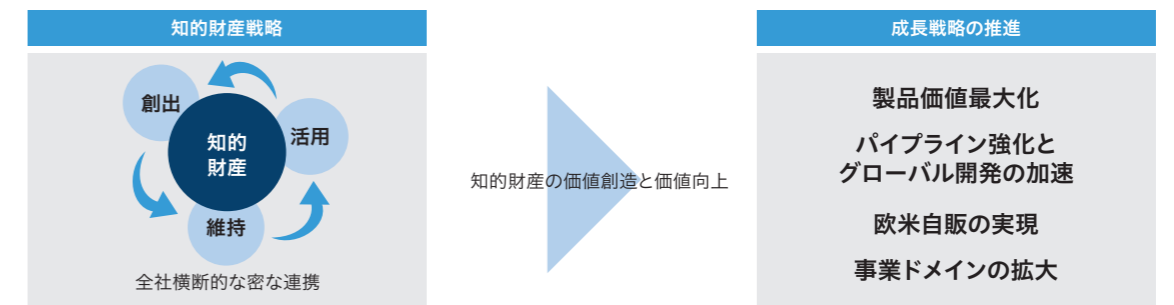 知的財産戦略
創出
知的
財産
活用
維持
全社横断的な密な連携
知的財産の価値創造と価値向上
成長戦略の推進
製品価値最大化
パイプライン強化と
グローバル開発の加速
欧米自販の実現
事業ドメインの拡大